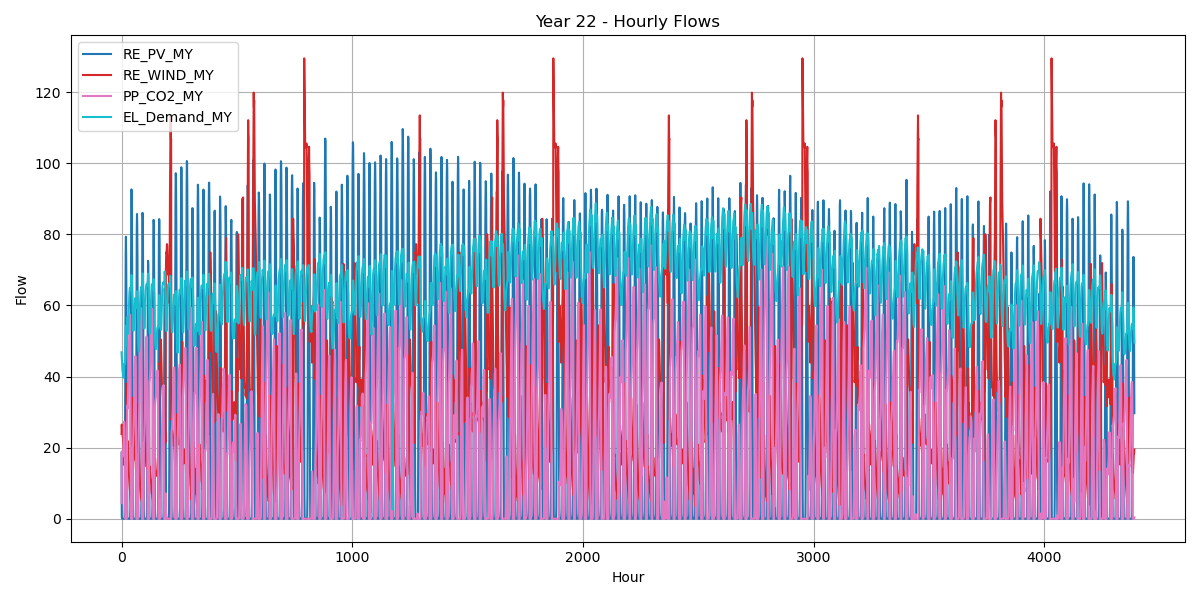 Year 22 - Hourly Flows
RE_PV_MY
RE_WIND_MY
PP_CO2_MY
EL_Demand_MY
120
100
80
60
40
20
0
Flow
0 1000 2000 3000 4000
Hour